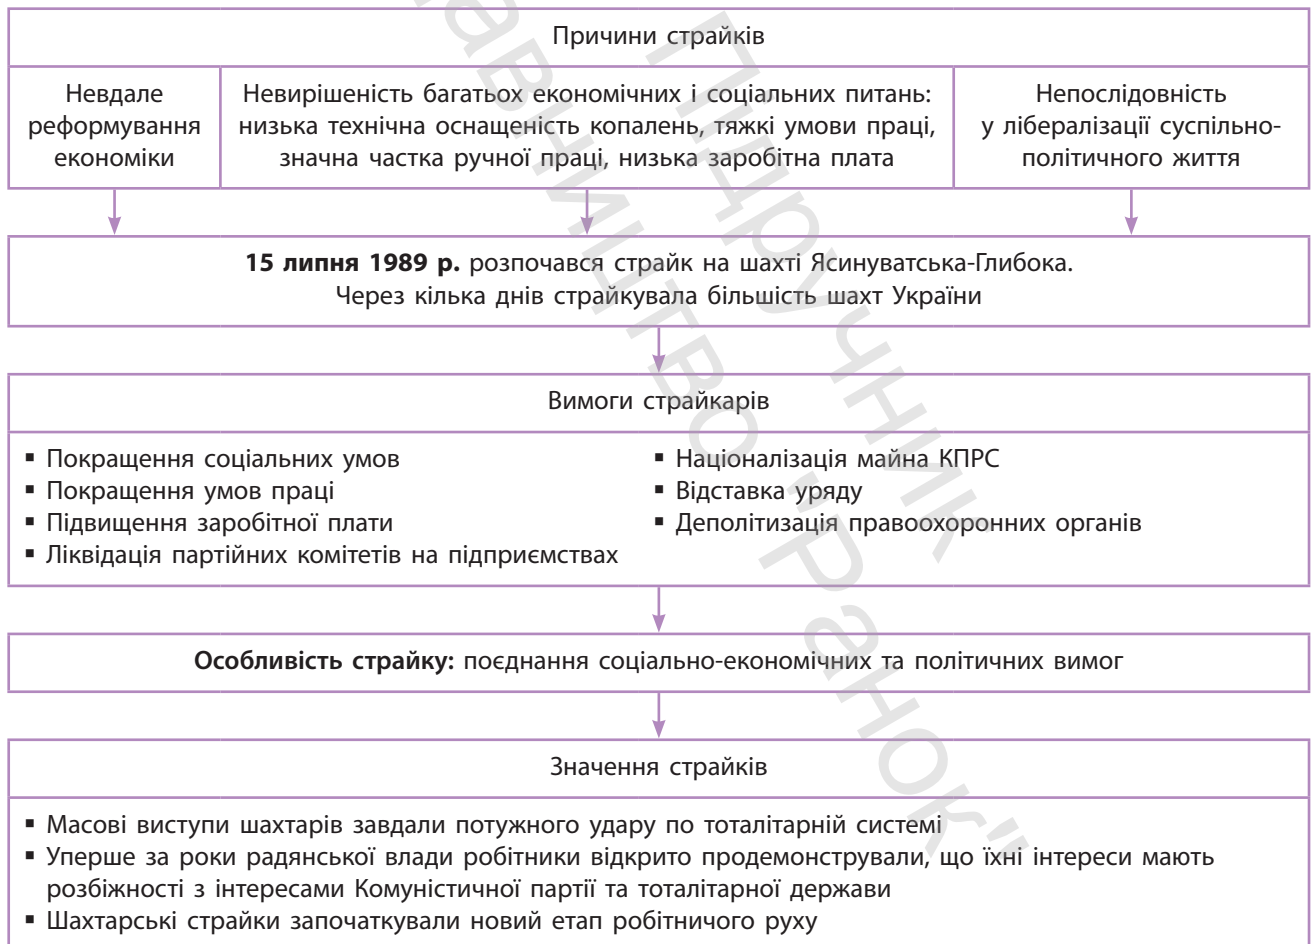 Причини страйків
Невдале
реформування
економіки
Невирішеність багатьох економічних і соціальних питань:
низька технічна оснащеність копалень, тяжкі умови праці,
значна частка ручної праці, низька заробітна плата
Непослідовність
у лібералізації суспільно-
політичного життя
15 липня 1989 р. розпочався страйк на шахті Ясинуватська-Глибока.
Через кілька днів страйкувала більшість шахт України
Вимоги страйкарів
▪ Покращення соціальних умов
▪ Покращення умов праці
▪ Підвищення заробітної плати
▪ Ліквідація партійних комітетів на підприємствах
▪ Націоналізація майна КПРС
▪ Відставка уряду
▪ Деполітизація правоохоронних органів
Особливість страйку: поєднання соціально-економічних та політичних вимог
Значення страйків
▪ Масові виступи шахтарів завдали потужного удару по тоталітарній системі
▪ Уперше за роки радянської влади робітники відкрито продемонстрували, що їхні інтереси мають
розбіжності з інтересами Комуністичної партії та тоталітарної держави
▪ Шахтарські страйки започаткували новий етап робітничого руху
Підручник
"Ранок"